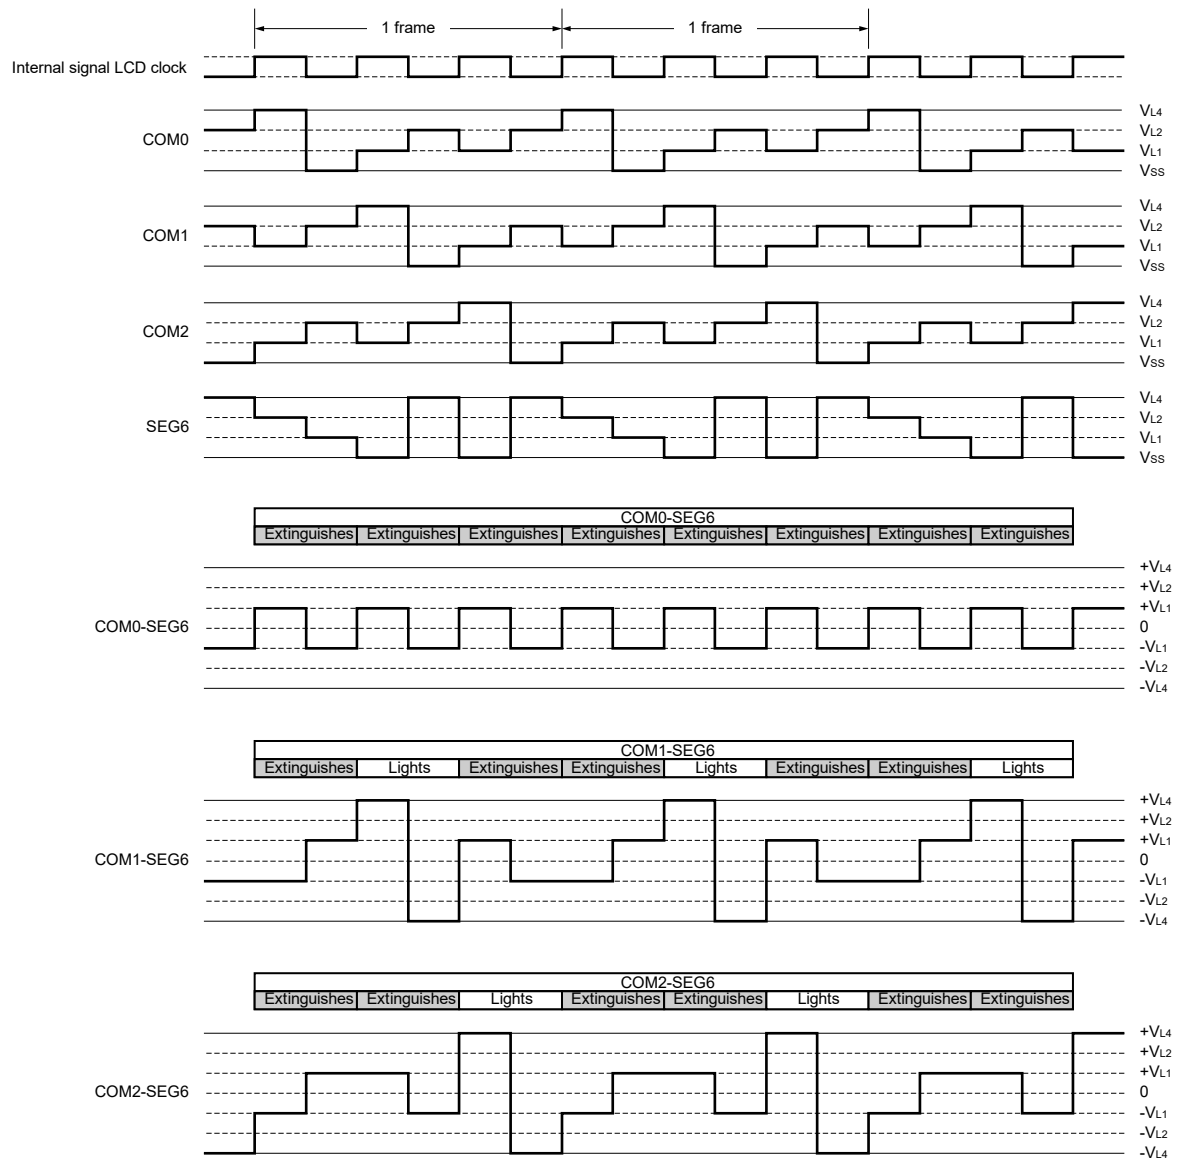 1 frame 1 frame
Internal signal LCD clock
COM0
VL4
VL2
VL1
VSS
COM1
VL4
VL2
VL1
VSS
COM2
VL4
VL2
VL1
VSS
SEG6
VL4
VL2
VL1
VSS
COM0-SEG6
Extinguishes Extinguishes Extinguishes Extinguishes Extinguishes Extinguishes Extinguishes Extinguishes
COM0-SEG6
+VL4
+VL2
+VL1
0
-VL1
-VL2
-VL4
COM1-SEG6
Extinguishes Lights Extinguishes Extinguishes Lights Extinguishes Extinguishes Lights
COM1-SEG6
+VL4
+VL2
+VL1
0
-VL1
-VL2
-VL4
COM2-SEG6
Extinguishes Extinguishes Lights Extinguishes Extinguishes Lights Extinguishes Extinguishes
COM2-SEG6
+VL4
+VL2
+VL1
0
-VL1
-VL2
-VL4